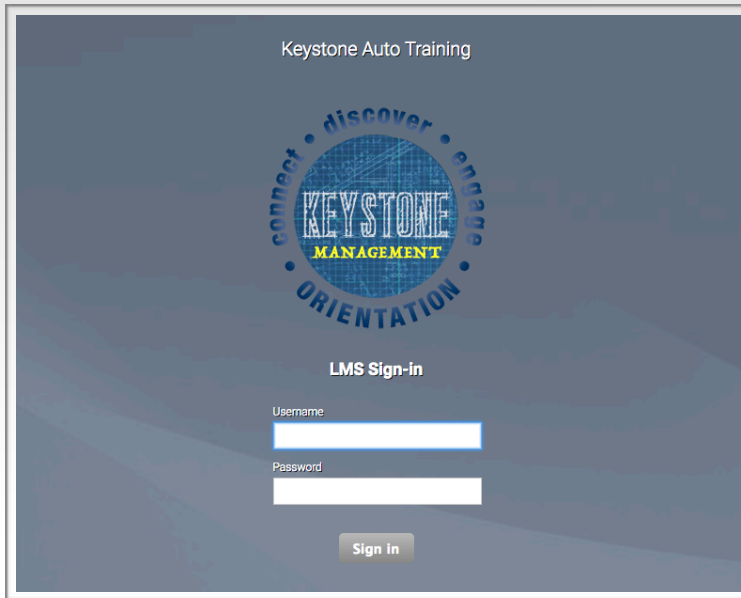 Keystone Auto Training
connect • discover • engage
KEYSTONE
MANAGEMENT
• ORIENTATION •
LMS Sign-in
Username
Password
Sign in